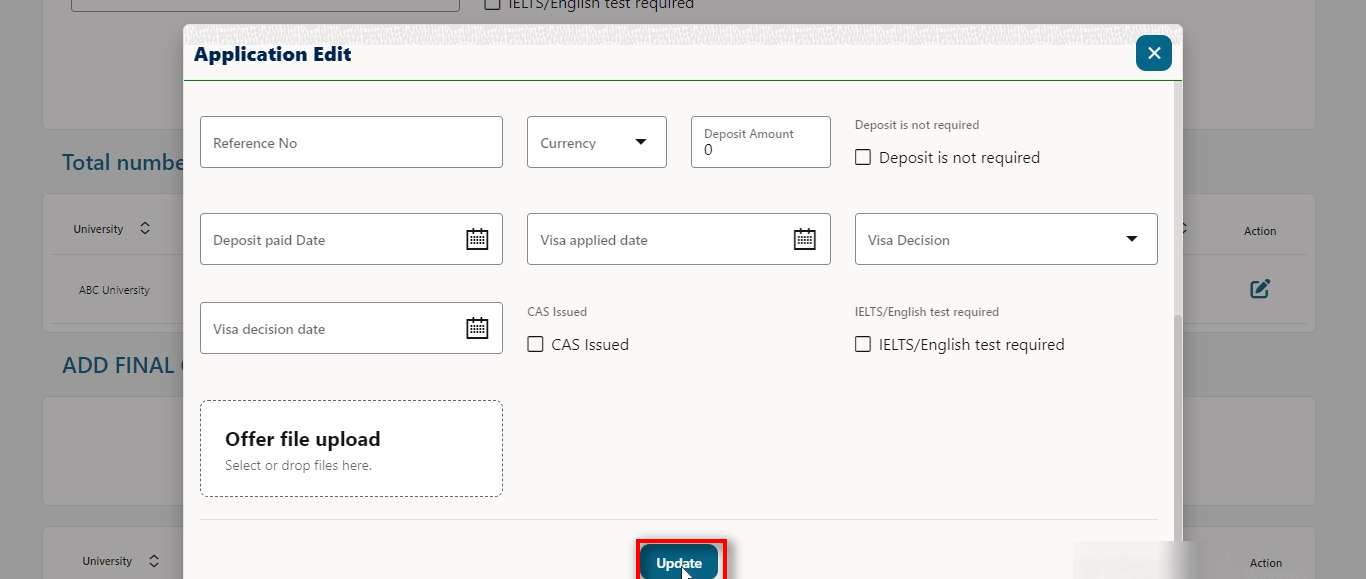 IELTS/English test required
Application Edit
Total numbe
Reference No
Currency
Deposit Amount
0
Deposit is not required
Deposit is not required
University
Action
Deposit paid Date
Visa applied date
Visa Decision
ABC University
Visa decision date
CAS Issued
CAS Issued
IELTS/English test required
IELTS/English test required
ADD FINAL
Offer file upload
Select or drop files here.
University
Update
Action